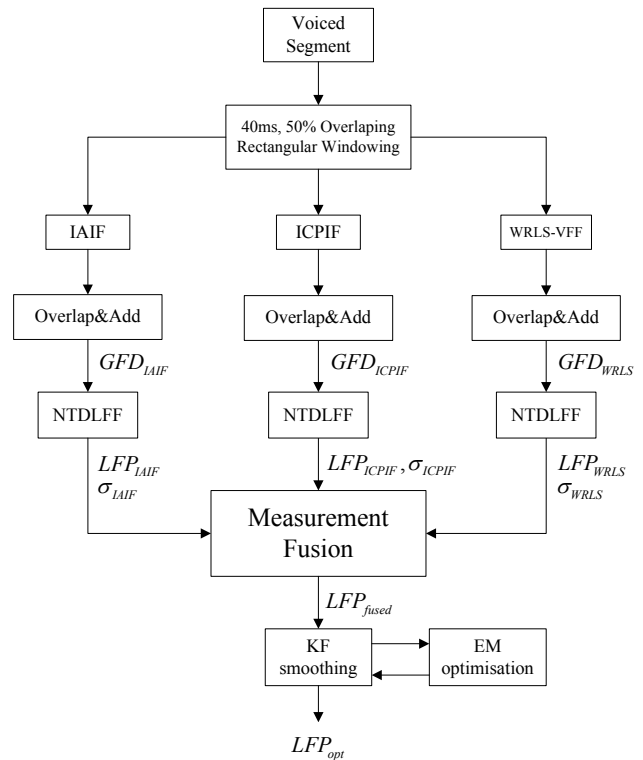 Voiced
Segment
40ms, 50% Overlaping
Rectangular Windowing
IAIF
ICPIF
WRLS-VFF
Overlap&Add
Overlap&Add
Overlap&Add
GFD_IAIF
GFD_ICPIF
GFD_WRLS
NTDLFF
NTDLFF
NTDLFF
LFP_IAIF
σ_IAIF
LFP_ICPIF, σ_ICPIF
LFP_WRLS
σ_WRLS
Measurement
Fusion
LFP_fused
KF
smoothing
EM
optimisation
LFP_opt